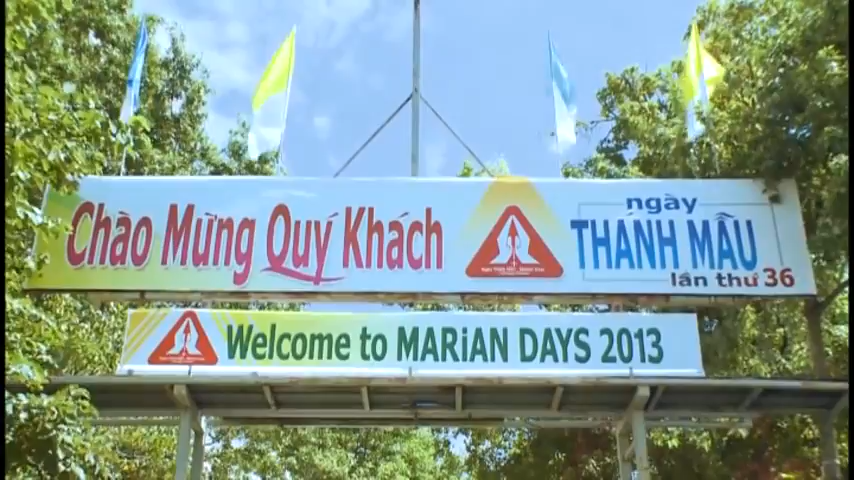 Chào Mừng Quý Khách
ngày
THÁNH MẪU
lần thứ 36
Welcome to MARiAN DAYS 2013